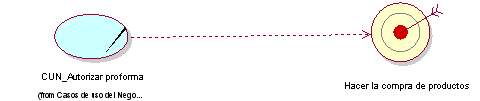 CUN_Autorizar proforma
(from Casos de uso del Nego...
Hacer la compra de productos